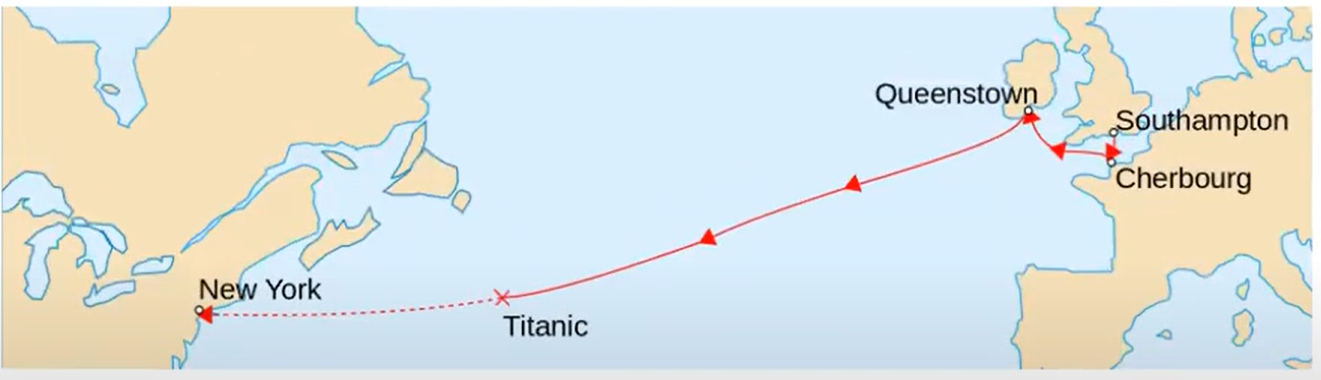 Queenstown
Southampton
Cherbourg
New York
Titanic